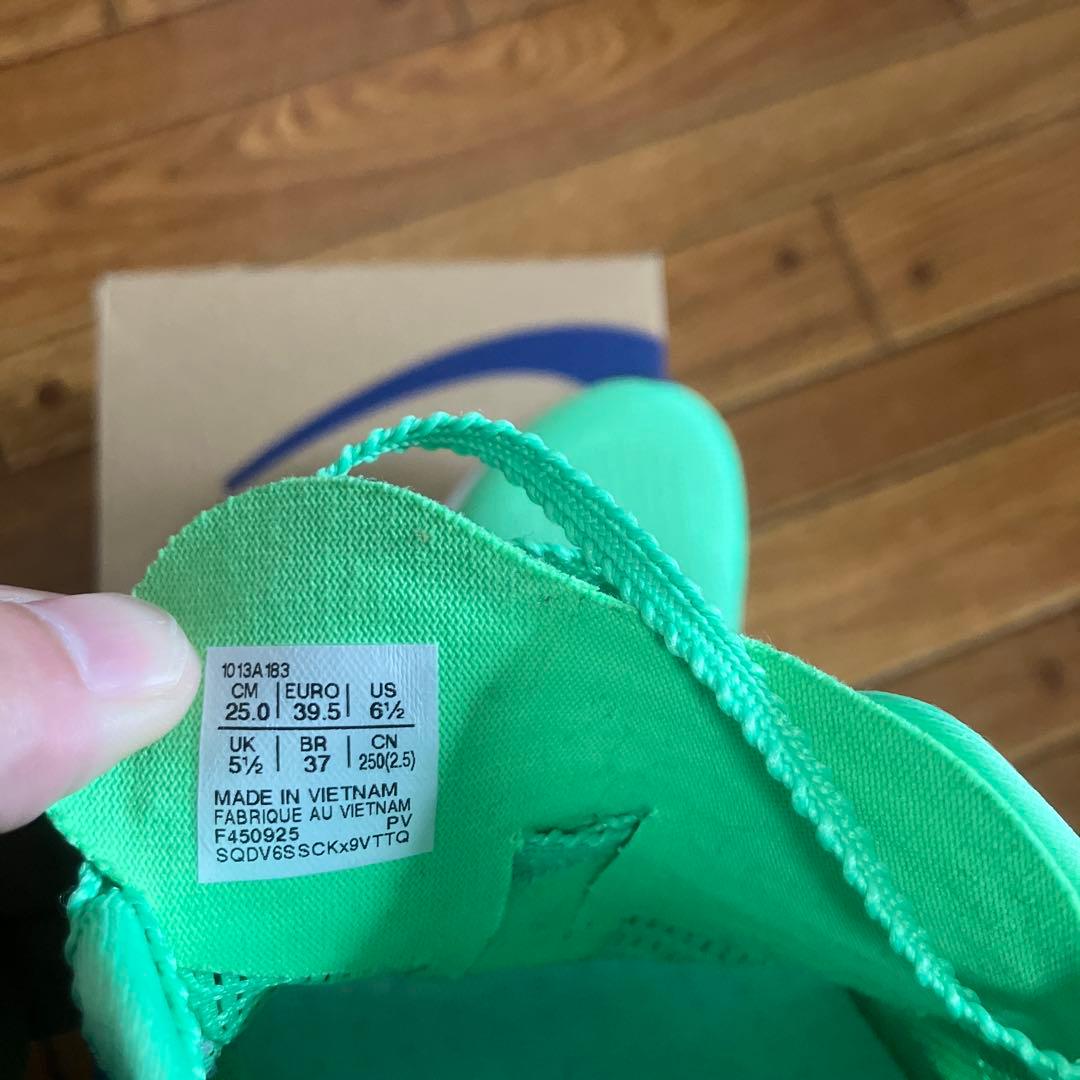 1013A183
CM EURO US
25.0 39.5 6½
UK BR CN
5½ 37 250(2.5)
MADE IN VIETNAM
FABRIQUE AU VIETNAM
F450925 PV
SQDV6SSCKx9VTTQ